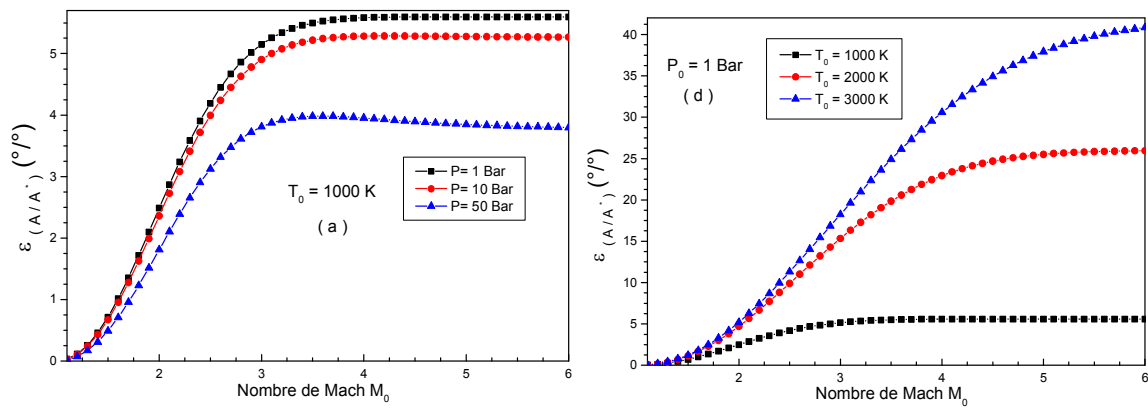 ε ( A / A* ) (°/°)
5
4
3
2
1
0
T₀ = 1000 K
( a )
P= 1 Bar
P= 10 Bar
P= 50 Bar
2 3 4 5 6
Nombre de Mach M₀
ε ( A / A* ) (°/°)
40
35
30
25
20
15
10
5
0
P₀ = 1 Bar
( d )
T₀ = 1000 K
T₀ = 2000 K
T₀ = 3000 K
2 3 4 5 6
Nombre de Mach M₀